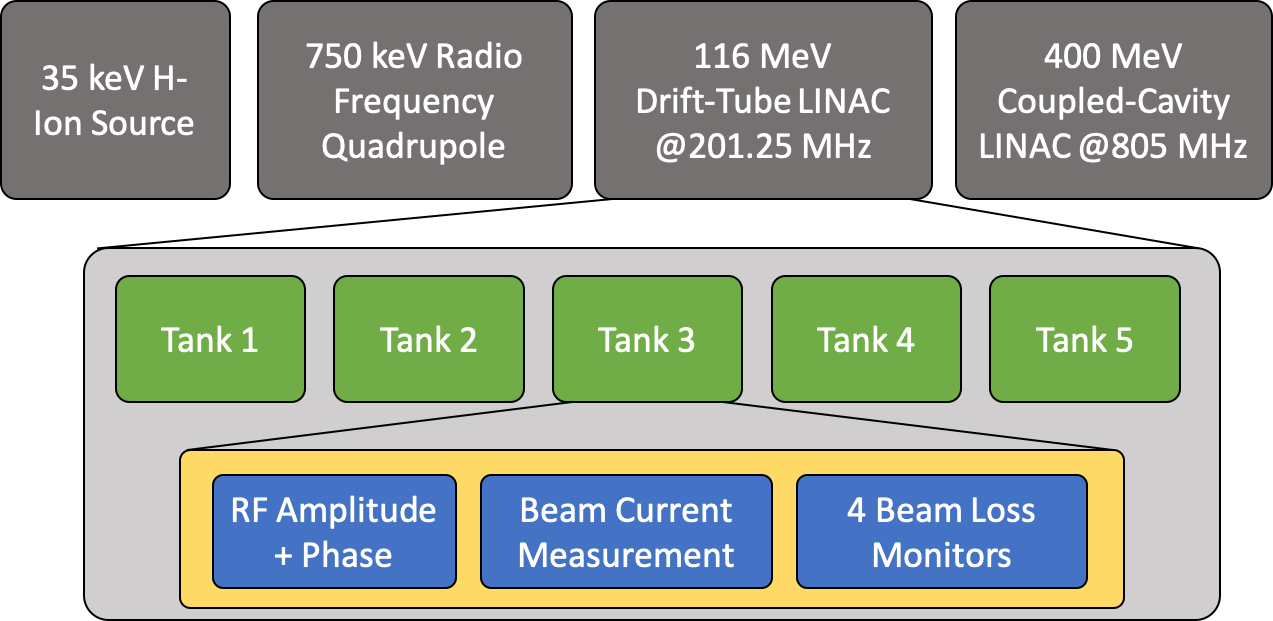 35 keV H-
Ion Source
750 keV Radio
Frequency
Quadrupole
116 MeV
Drift-Tube LINAC
@201.25 MHz
400 MeV
Coupled-Cavity
LINAC @805 MHz
Tank 1
Tank 2
Tank 3
Tank 4
Tank 5
RF Amplitude
+ Phase
Beam Current
Measurement
4 Beam Loss
Monitors